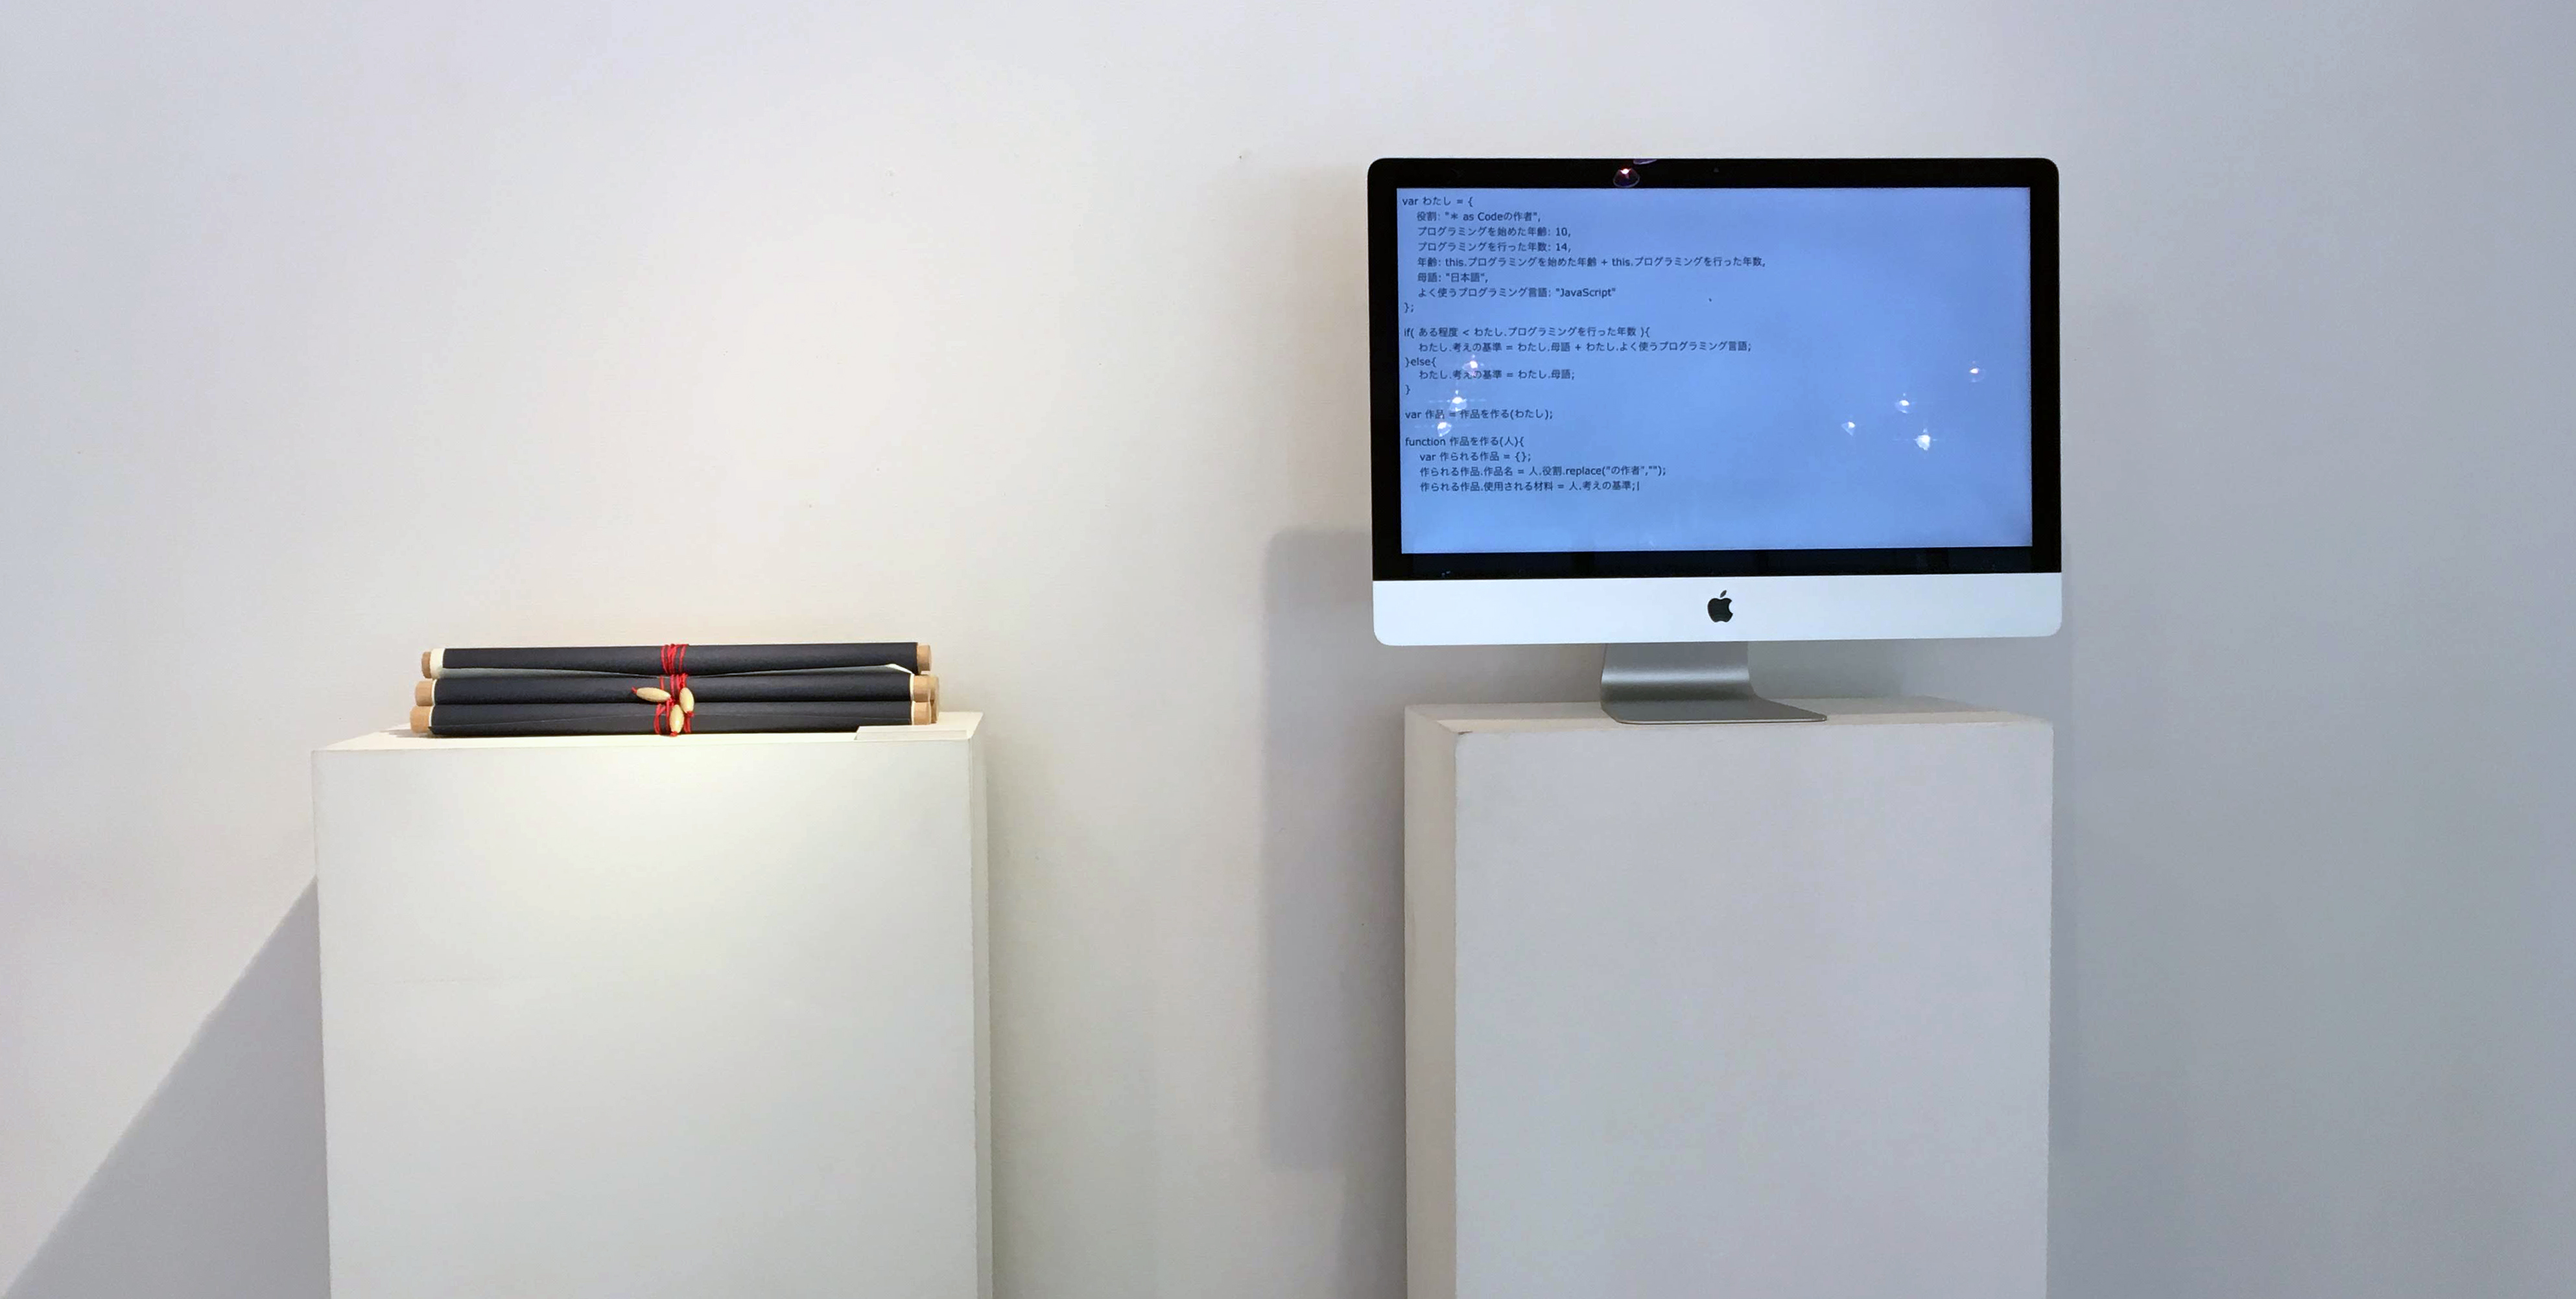 var わたし = {
役割: "＊ as Codeの作者",
プログラミングを始めた年齢: 10,
プログラミングを行った年数: 14,
年齢: this.プログラミングを始めた年齢 + this.プログラミングを行った年数,
母語: "日本語",
よく使うプログラミング言語: "JavaScript"
};
if( ある程度 < わたし.プログラミングを行った年数 ){
わたし.考えの基準 = わたし.母語 + わたし.よく使うプログラミング言語;
}else{
わたし.考えの基準 = わたし.母語;
}
var 作品 = 作品を作る(わたし);
function 作品を作る(人){
var 作られる作品 = {};
作られる作品.作品名 = 人.役割.replace("の作者","");
作られる作品.使用される材料 = 人.考えの基準;|